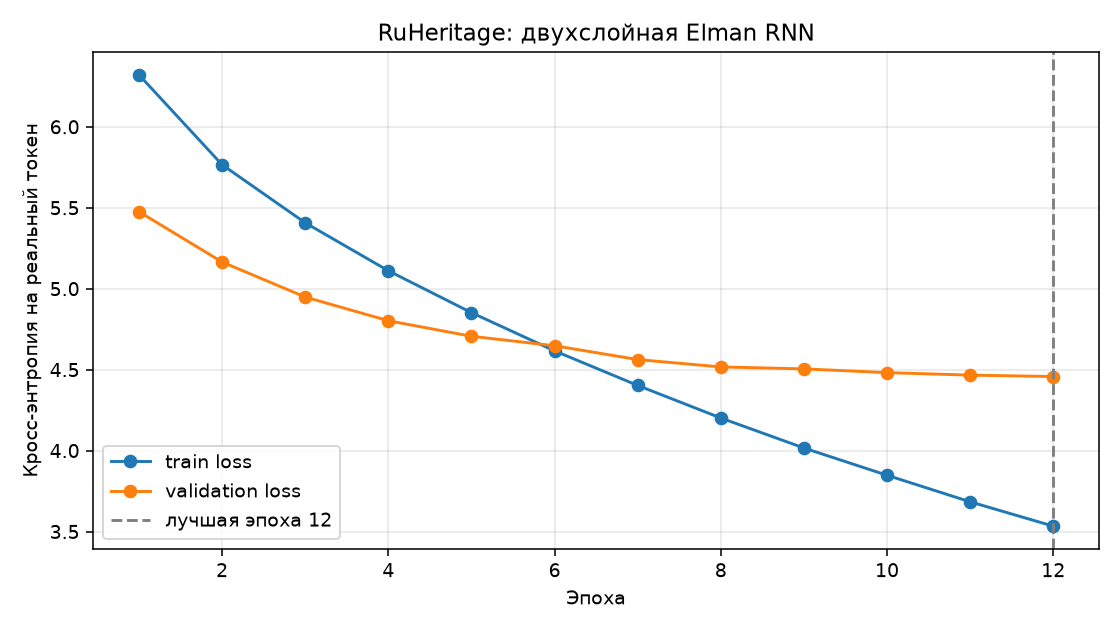 RuHeritage: двухслойная Elman RNN
Кросс-энтропия на реальный токен
6.0
5.5
5.0
4.5
4.0
3.5
train loss
validation loss
лучшая эпоха 12
2
4
6
8
10
12
Эпоха